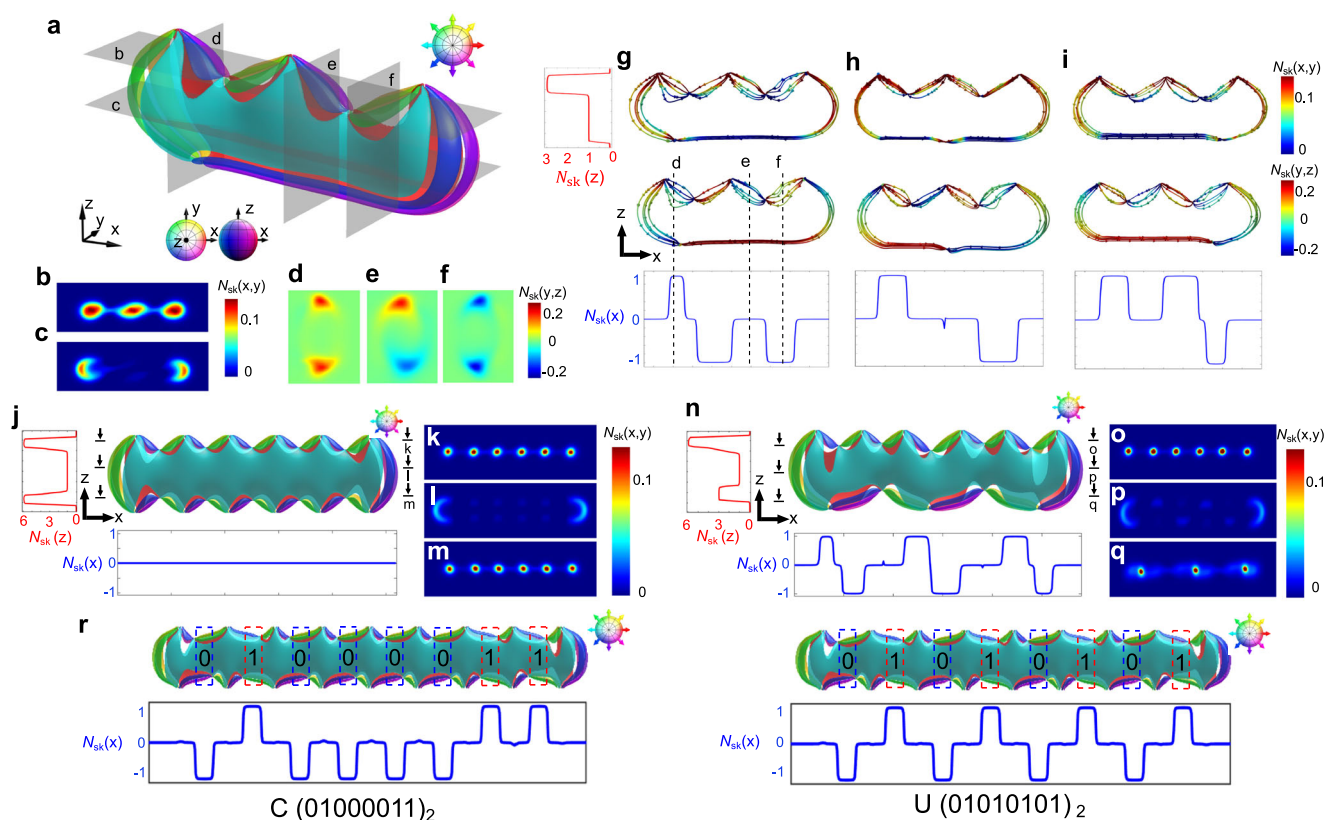 a
b
c
d
e
f
z
y
x
y
z
x
z
x
b
c
N_sk(x,y)
0.1
0
d
e
f
N_sk(y,z)
0.2
0
-0.2
3 2 1 0
N_sk (z)
g
h
i
N_sk(x,y)
0.1
0
d
e
f
N_sk(y,z)
0.2
0
-0.2
z
x
1
N_sk(x) 0
-1
j
6 3 0
N_sk (z)
z
x
k
l
m
1
N_sk(x) 0
-1
k
l
m
N_sk(x,y)
0.1
0
n
6 3 0
N_sk (z)
z
x
o
p
q
1
N_sk(x) 0
-1
o
p
q
N_sk(x,y)
0.1
0
r
0 1 0 0 0 0 1 1
1
N_sk(x) 0
-1
C (01000011)₂
0 1 0 1 0 1 0 1
1
N_sk(x) 0
-1
U (01010101)₂